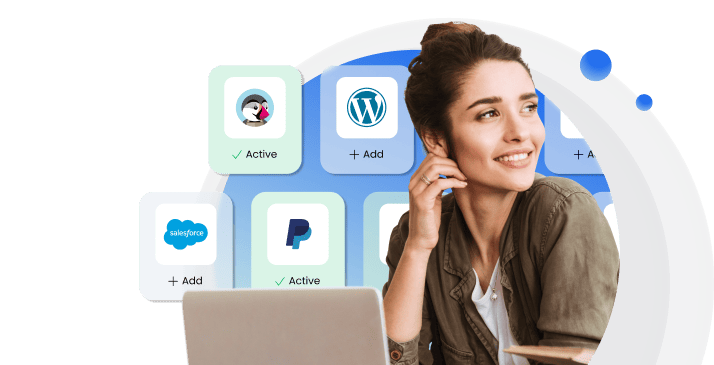 Active
+ Add
+ A
salesforce
+ Add
Active